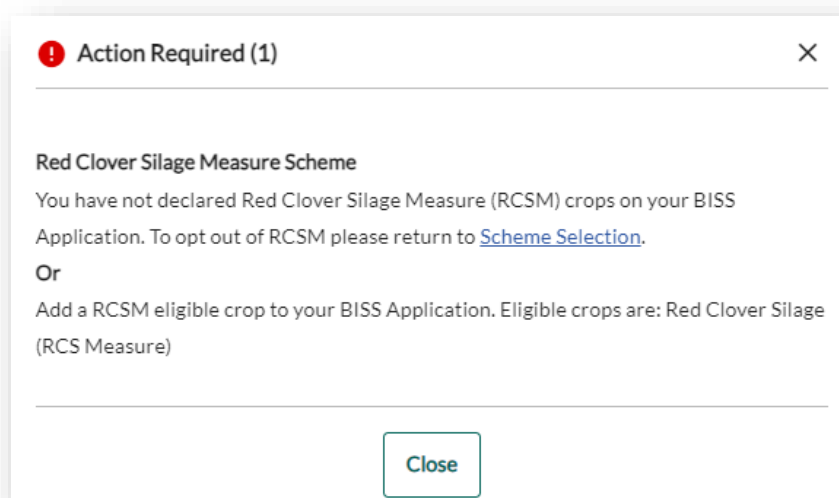 Action Required (1)
Red Clover Silage Measure Scheme
You have not declared Red Clover Silage Measure (RCSM) crops on your BISS
Application. To opt out of RCSM please return to Scheme Selection.
Or
Add a RCSM eligible crop to your BISS Application. Eligible crops are: Red Clover Silage
(RCS Measure)
Close